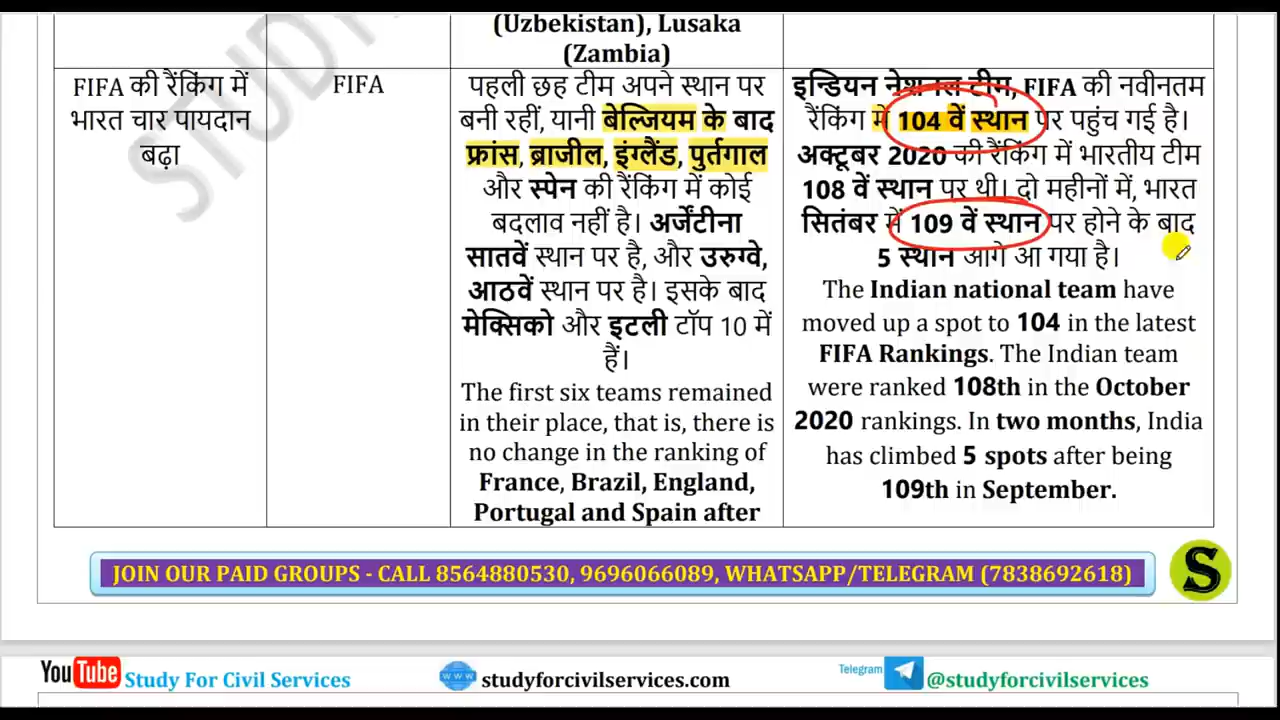 (Uzbekistan), Lusaka
(Zambia)
FIFA की रैंकिंग में
भारत चार पायदान
बढ़ा
FIFA
पहली छह टीम अपने स्थान पर
बनी रहीं, यानी बेल्जियम के बाद
फ्रांस, ब्राजील, इंग्लैंड, पुर्तगाल
और स्पेन की रैंकिंग में कोई
बदलाव नहीं है। अर्जेंटीना
सातवें स्थान पर है, और उरुग्वे,
आठवें स्थान पर है। इसके बाद
मेक्सिको और इटली टॉप 10 में
हैं।
The first six teams remained
in their place, that is, there is
no change in the ranking of
France, Brazil, England,
Portugal and Spain after
इन्डियन नेशनल टीम, FIFA की नवीनतम
रैंकिंग में 104 वें स्थान पर पहुंच गई है।
अक्टूबर 2020 की रैंकिंग में भारतीय टीम
108 वें स्थान पर थी। दो महीनों में, भारत
सितंबर में 109 वें स्थान पर होने के बाद
5 स्थान आगे आ गया है।
The Indian national team have
moved up a spot to 104 in the latest
FIFA Rankings. The Indian team
were ranked 108th in the October
2020 rankings. In two months, India
has climbed 5 spots after being
109th in September.
STUDY
JOIN OUR PAID GROUPS - CALL 8564880530, 9696066089, WHATSAPP/TELEGRAM (7838692618)
S
YouTube Study For Civil Services
www studyforcivilservices.com
Telegram @studyforcivilservices